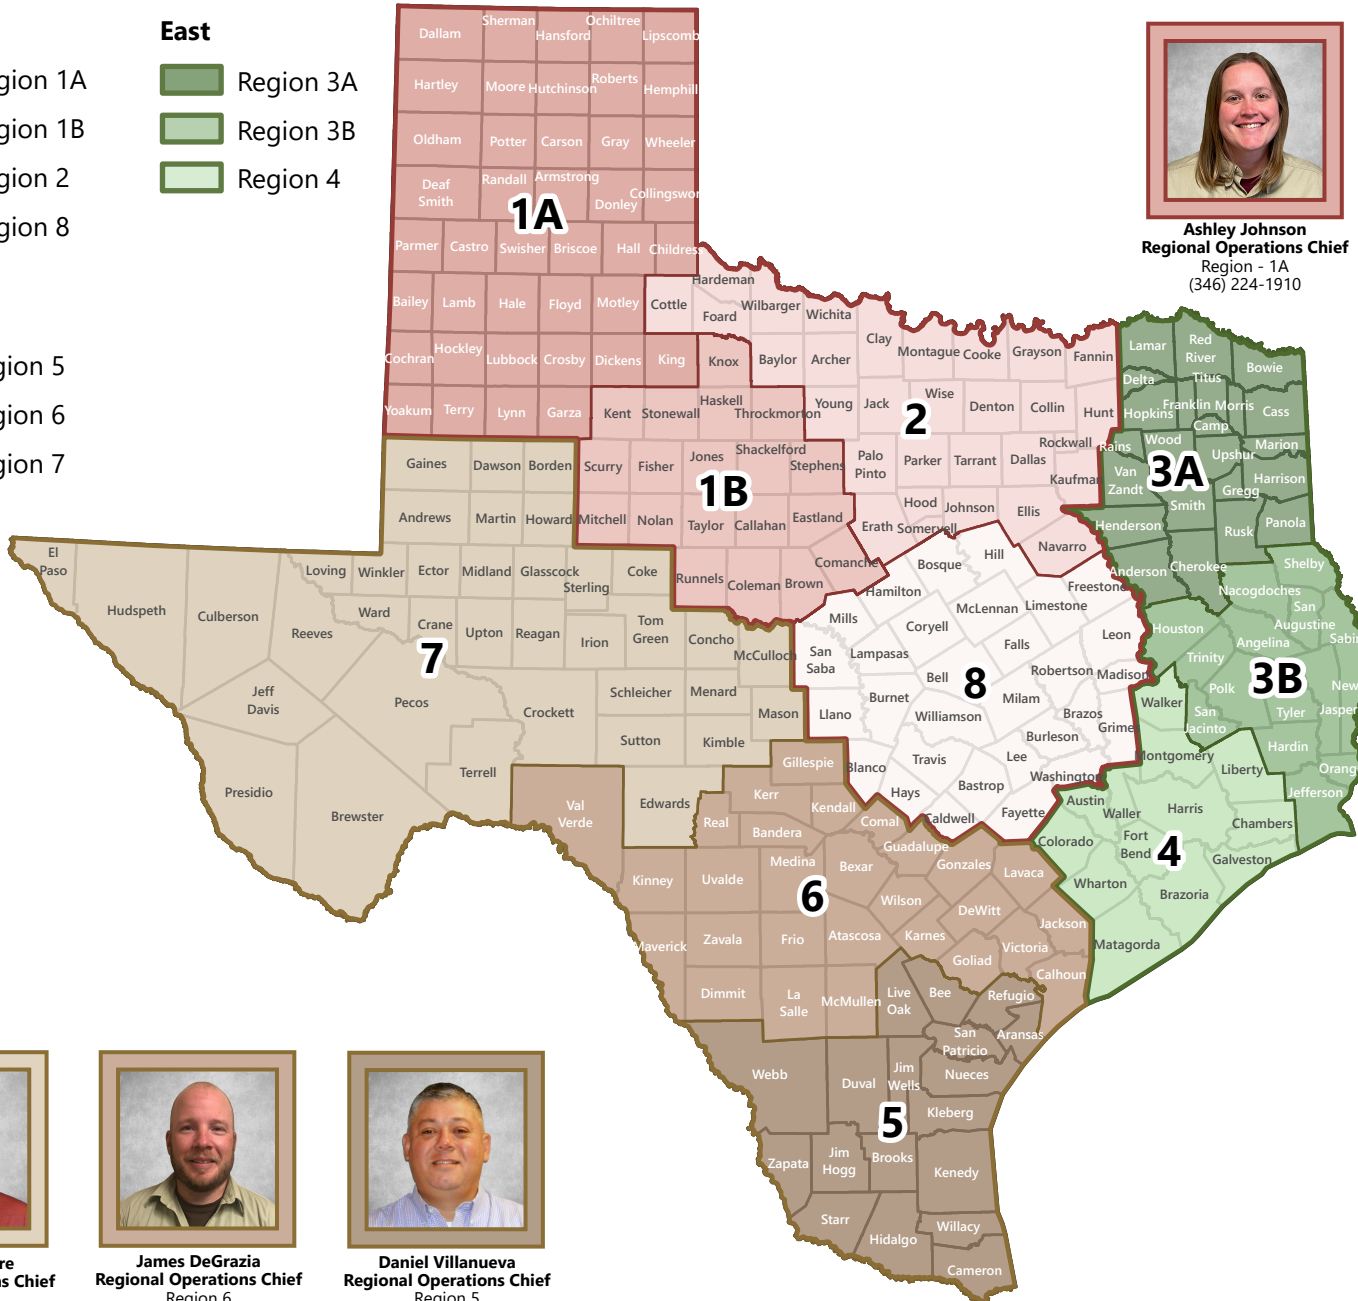 East
gion 1A
Region 3A
gion 1B
Region 3B
gion 2
Region 4
gion 8
gion 5
gion 6
gion 7
Ashley Johnson
Regional Operations Chief
Region - 1A
(346) 224-1910
Dallam
Sherman
Hansford
Ochiltree
Lipscomb
Hartley
Moore
Hutchinson
Roberts
Hemphill
Oldham
Potter
Carson
Gray
Wheeler
Deaf
Smith
Randall
Armstrong
Donley
Collingswor
1A
Parmer
Castro
Swisher
Briscoe
Hall
Childress
Bailey
Lamb
Hale
Floyd
Motley
Cochran
Hockley
Lubbock
Crosby
Dickens
King
Yoakum
Terry
Lynn
Garza
Cottle
Hardeman
Foard
Wilbarger
Wichita
Clay
Montague
Cooke
Grayson
Fannin
Baylor
Archer
Young
Jack
Wise
Denton
Collin
Hunt
2
Rockwall
Palo
Pinto
Parker
Tarrant
Dallas
Kaufman
Hood
Johnson
Ellis
Erath
Somervell
Navarro
Knox
Kent
Stonewall
Haskell
Throckmorton
Scurry
Fisher
Jones
Shackelford
Stephens
1B
Mitchell
Nolan
Taylor
Callahan
Eastland
Runnels
Coleman
Brown
Comanche
Lamar
Red
River
Bowie
Delta
Titus
Hopkins
Franklin
Morris
Cass
Camp
Rains
Wood
Upshur
Marion
3A
Van
Zandt
Smith
Gregg
Harrison
Henderson
Rusk
Panola
Anderson
Cherokee
Shelby
Nacogdoches
San
Augustine
Sabin
Houston
Angelina
Trinity
Polk
3B
New
Jasper
San
Jacinto
Tyler
Hardin
Orang
Jefferson
Gaines
Dawson
Borden
Andrews
Martin
Howard
El
Paso
Hudspeth
Culberson
Loving
Winkler
Ector
Midland
Glasscock
Sterling
Coke
Reeves
Ward
Crane
Upton
Reagan
Irion
Tom
Green
Concho
McCulloch
7
Jeff
Davis
Pecos
Crockett
Schleicher
Menard
Mason
Sutton
Kimble
Presidio
Brewster
Terrell
Edwards
Bosque
Hill
Freestone
Hamilton
McLennan
Limestone
Mills
Coryell
Falls
Leon
San
Saba
Lampasas
Bell
8
Robertson
Madison
Burnet
Milam
Llano
Williamson
Brazos
Grime
Burleson
Blanco
Travis
Lee
Washington
Hays
Bastrop
Caldwell
Fayette
Walker
Montgomery
Liberty
Austin
Waller
Harris
Chambers
Colorado
Fort
Bend
4
Galveston
Wharton
Brazoria
Matagorda
Val
Verde
Gillespie
Kerr
Kendall
Real
Bandera
Comal
Guadalupe
Kinney
Uvalde
Medina
Bexar
Gonzales
Lavaca
6
Wilson
DeWitt
Jackson
Maverick
Zavala
Frio
Atascosa
Karnes
Victoria
Goliad
Calhoun
Dimmit
La
Salle
McMullen
Live
Oak
Bee
Refugio
San
Patricio
Aransas
Webb
Duval
Jim
Wells
Nueces
Kleberg
5
Zapata
Jim
Hogg
Brooks
Kenedy
Starr
Hidalgo
Willacy
Cameron
re
s Chief
James DeGrazia
Regional Operations Chief
Region 6
Daniel Villanueva
Regional Operations Chief
Region 5